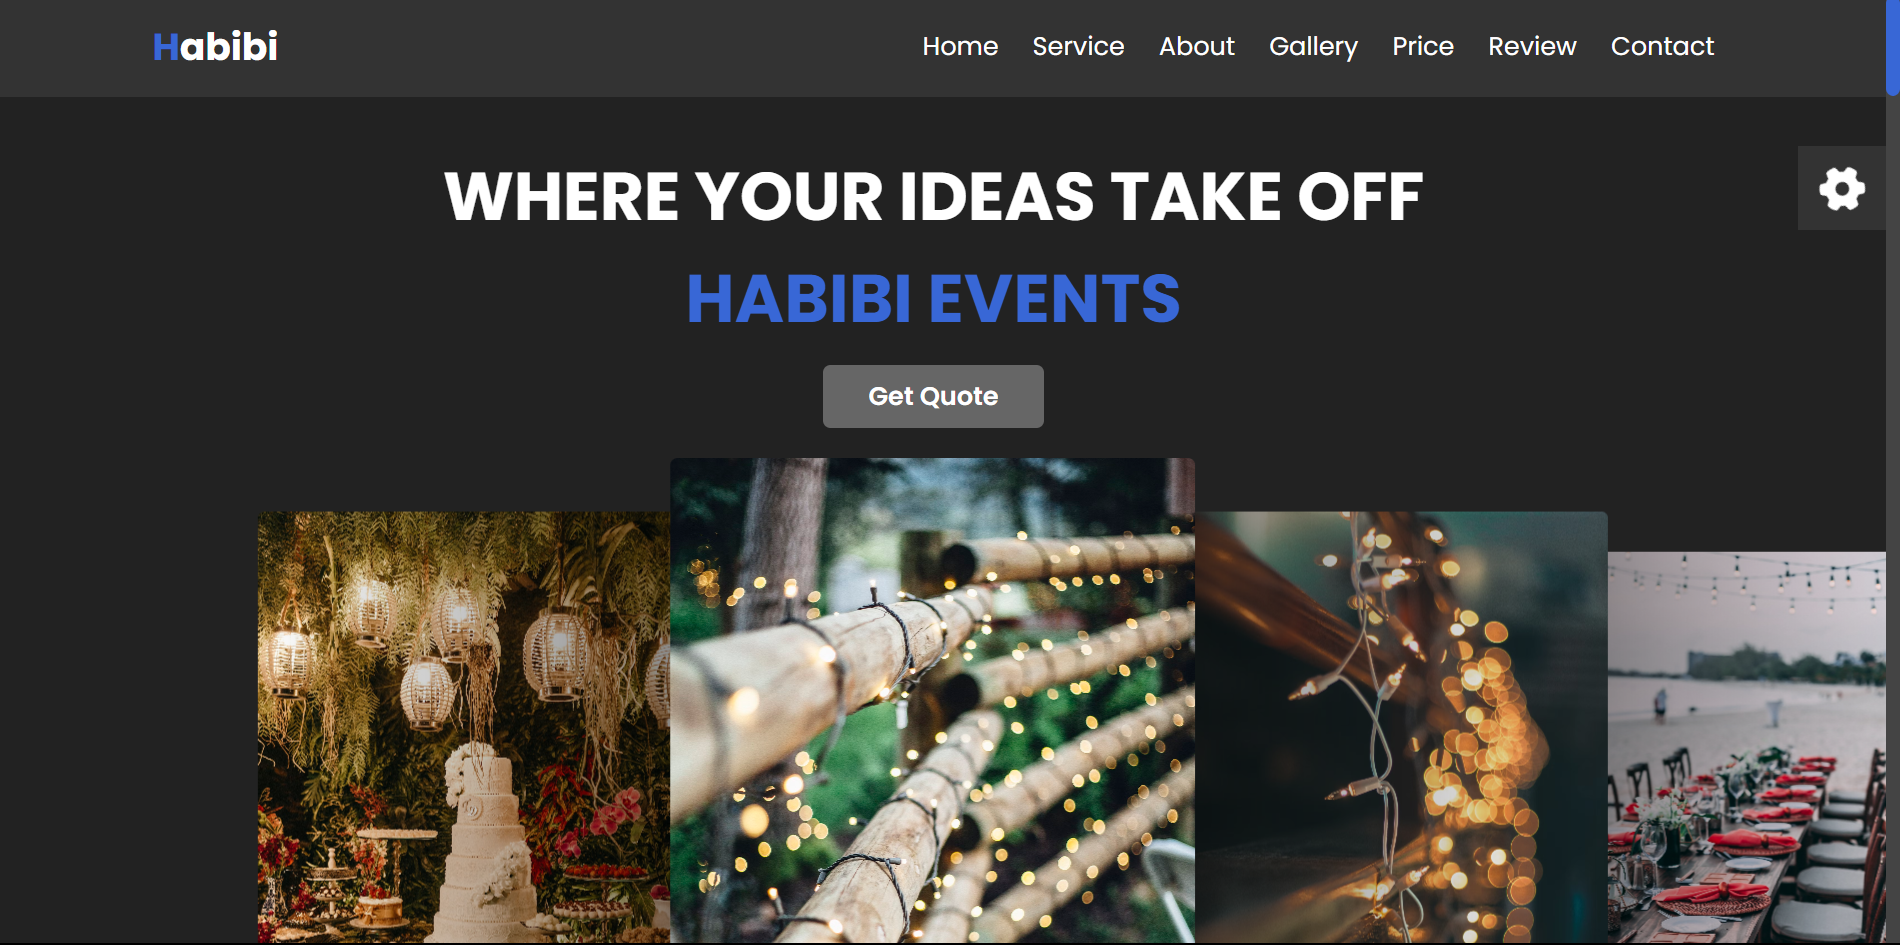 Habibi
Home Service About Gallery Price Review Contact
WHERE YOUR IDEAS TAKE OFF
HABIBI EVENTS
Get Quote